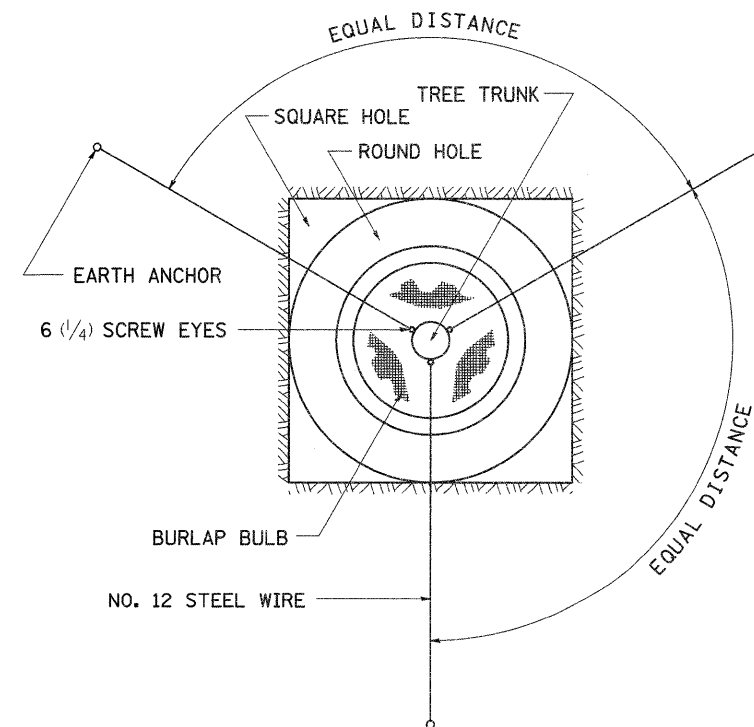 EQUAL DISTANCE
TREE TRUNK
SQUARE HOLE
ROUND HOLE
EARTH ANCHOR
6 (1/4) SCREW EYES
BURLAP BULB
NO. 12 STEEL WIRE
EQUAL DISTANCE